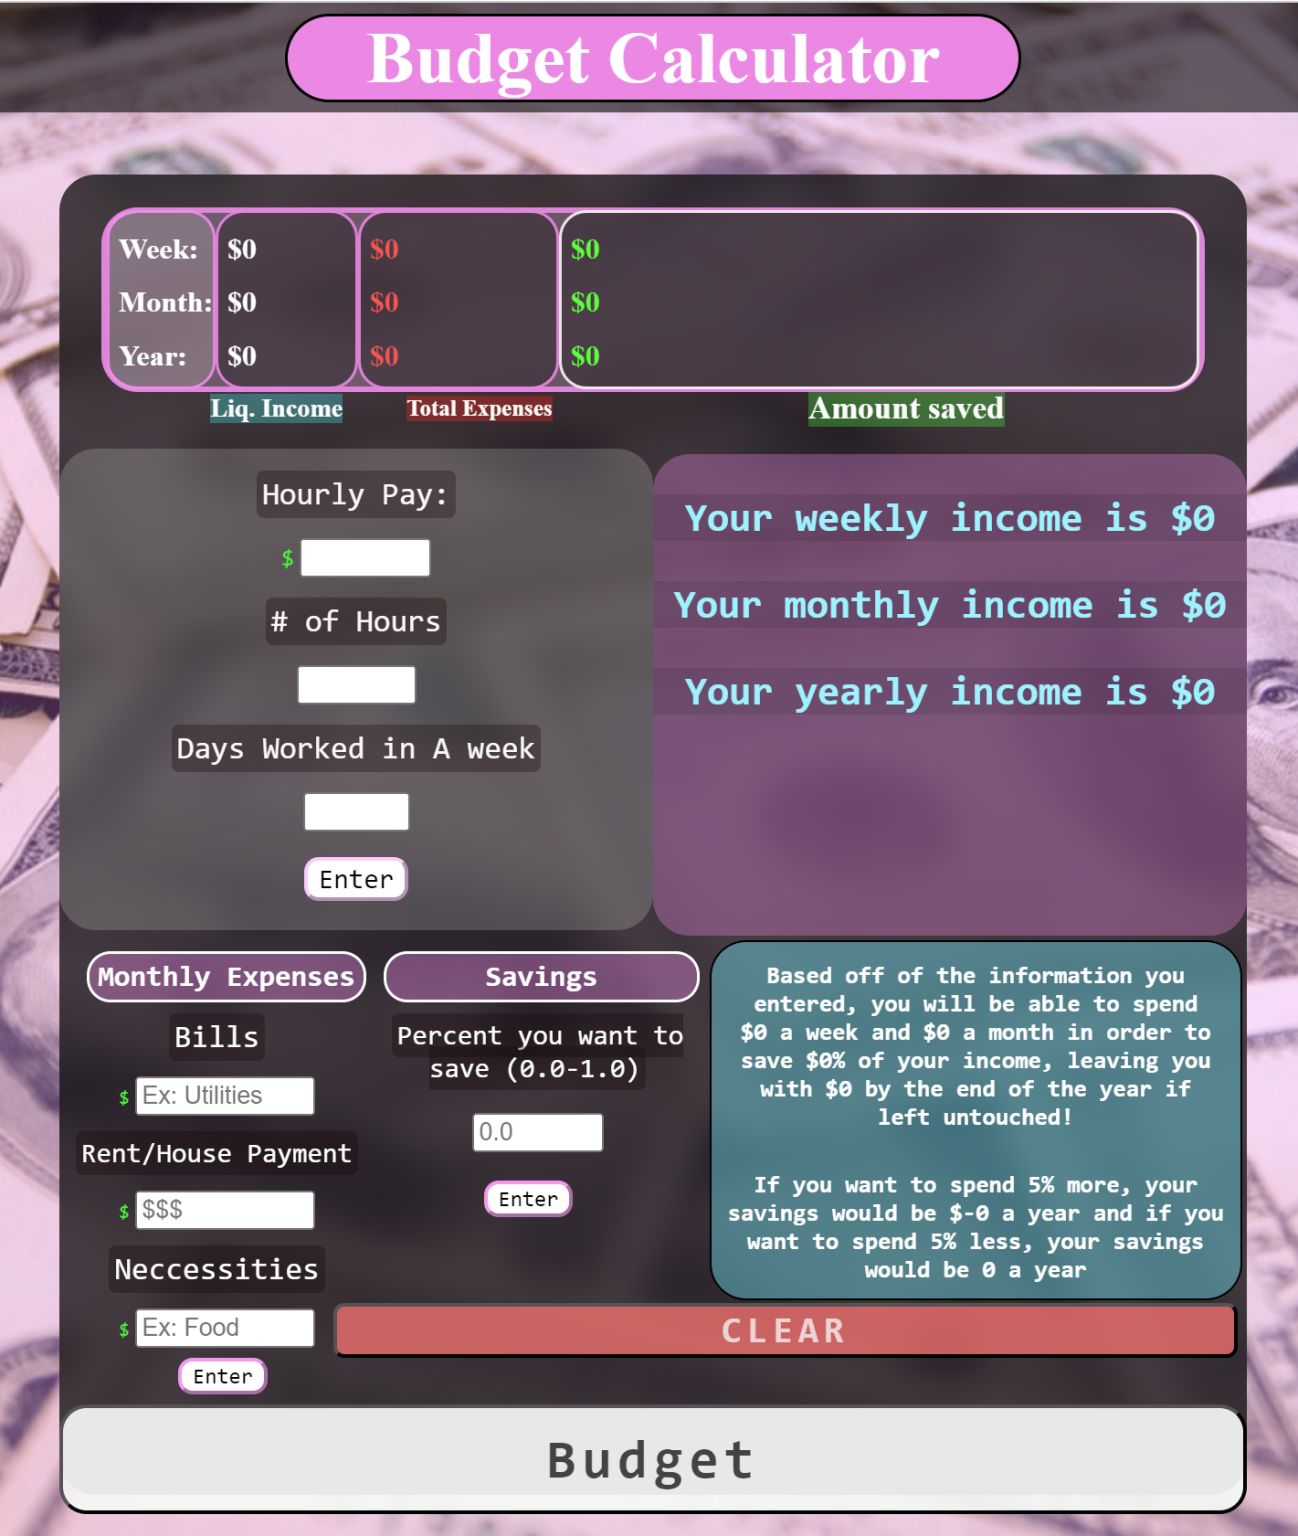 Budget Calculator
Week: $0 $0 $0
Month: $0 $0 $0
Year: $0 $0 $0
Liq. Income Total Expenses Amount saved
Hourly Pay:
$
# of Hours
Days Worked in A week
Enter
Your weekly income is $0
Your monthly income is $0
Your yearly income is $0
Monthly Expenses
Bills
$ Ex: Utilities
Rent/House Payment
$ $$$
Neccessities
$ Ex: Food
Enter
Savings
Percent you want to
save (0.0-1.0)
0.0
Enter
Based off of the information you
entered, you will be able to spend
$0 a week and $0 a month in order to
save $0% of your income, leaving you
with $0 by the end of the year if
left untouched!
If you want to spend 5% more, your
savings would be $-0 a year and if you
want to spend 5% less, your savings
would be 0 a year
CLEAR
Budget